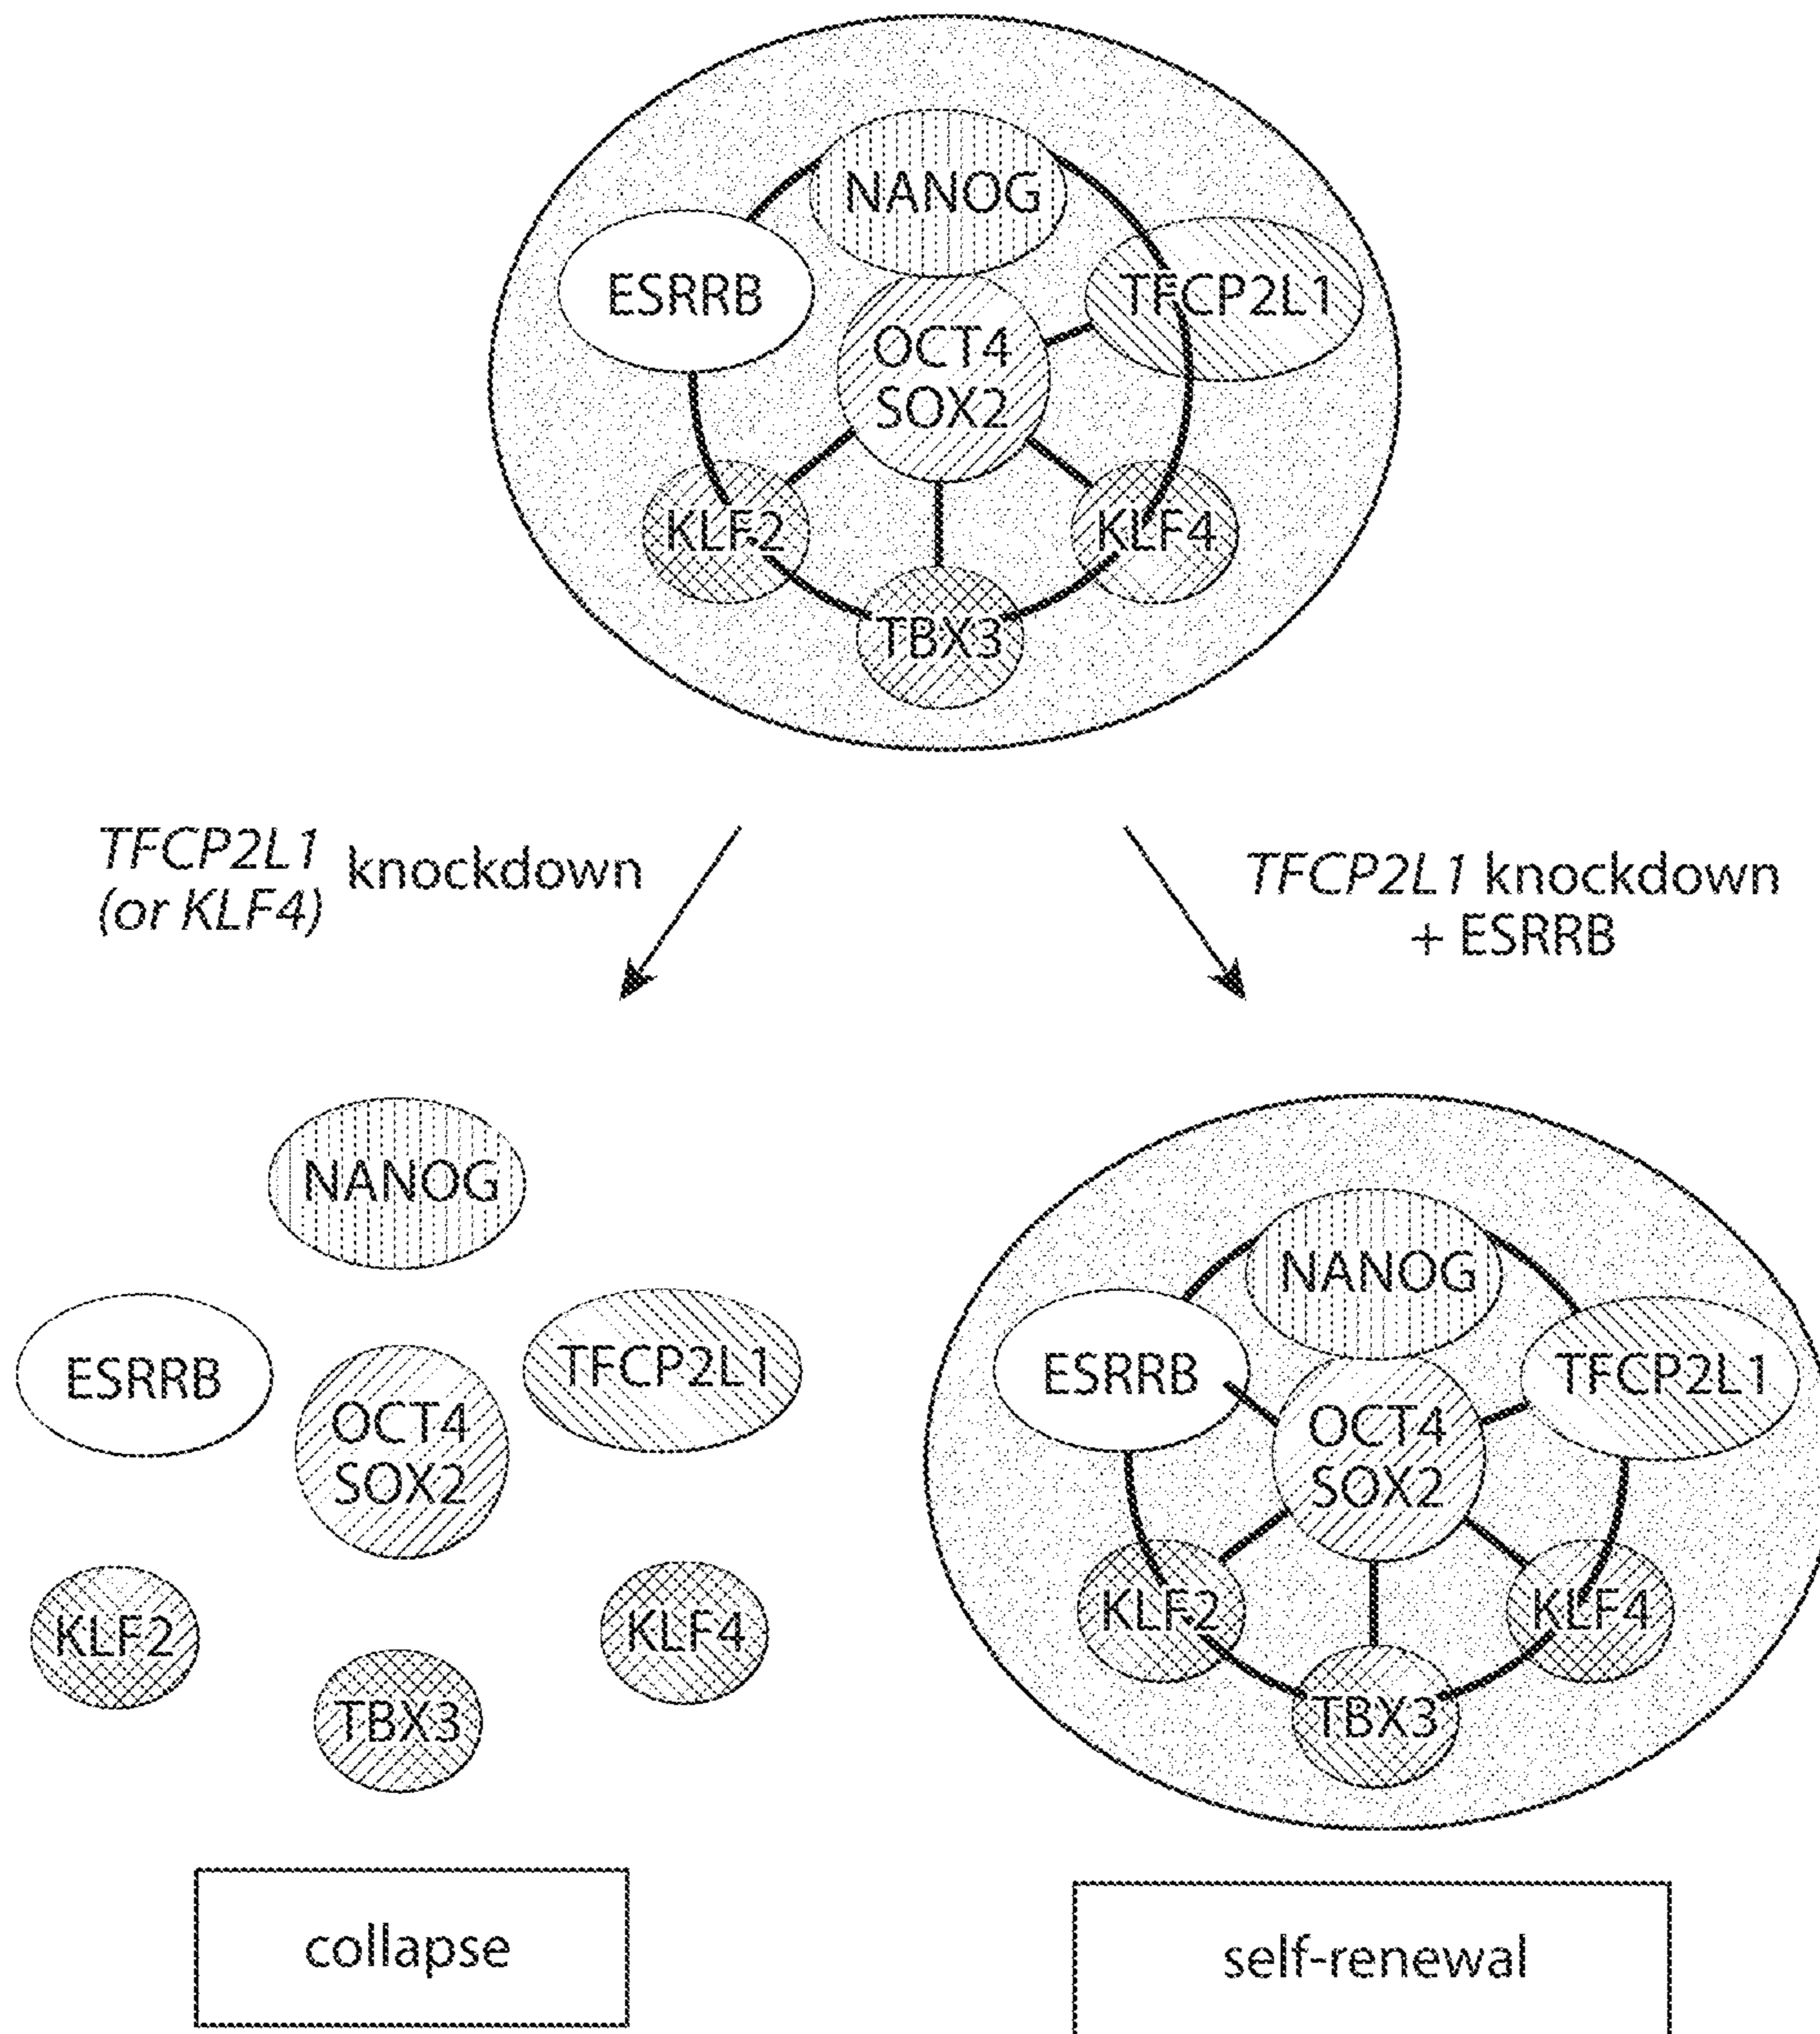 NANOG
ESRRB
TFCP2L1
OCT4
SOX2
KLF2
KLF4
TBX3
TFCP2L1
(or KLF4)
knockdown
TFCP2L1 knockdown
+ ESRRB
NANOG
ESRRB
TFCP2L1
OCT4
SOX2
KLF2
KLF4
TBX3
collapse
NANOG
ESRRB
TFCP2L1
OCT4
SOX2
KLF2
KLF4
TBX3
self-renewal